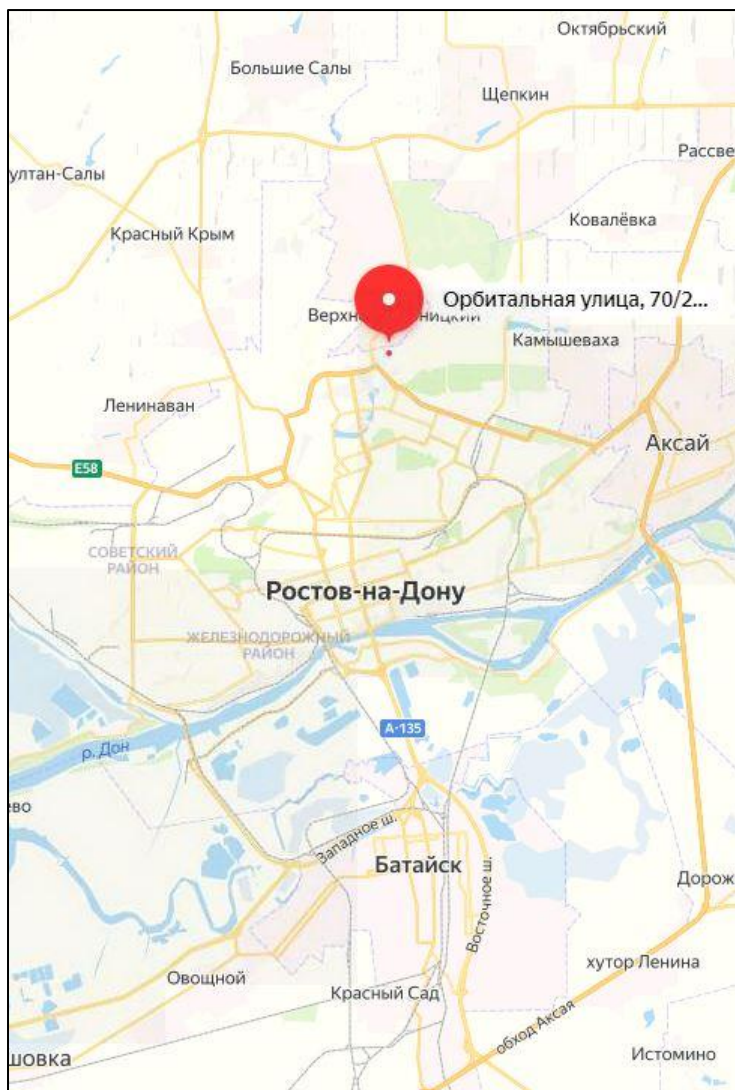 Октябрьский
Большие Салы
Щепкин
Рассве
ултан-Салы
Ковалёвка
Красный Крым
Орбитальная улица, 70/2...
Камышеваха
Ленинаван
Аксай
E58
СОВЕТСКИЙ
РАЙОН
Ростов-на-Дону
ЖЕЛЕЗНОДОРОЖНЫЙ
РАЙОН
А-135
р. Дон
ево
Западное ш.
Батайск
Восточное ш.
Дорож
Овощной
хутор Ленина
Красный Сад
обход Аксая
шовка
Истомино